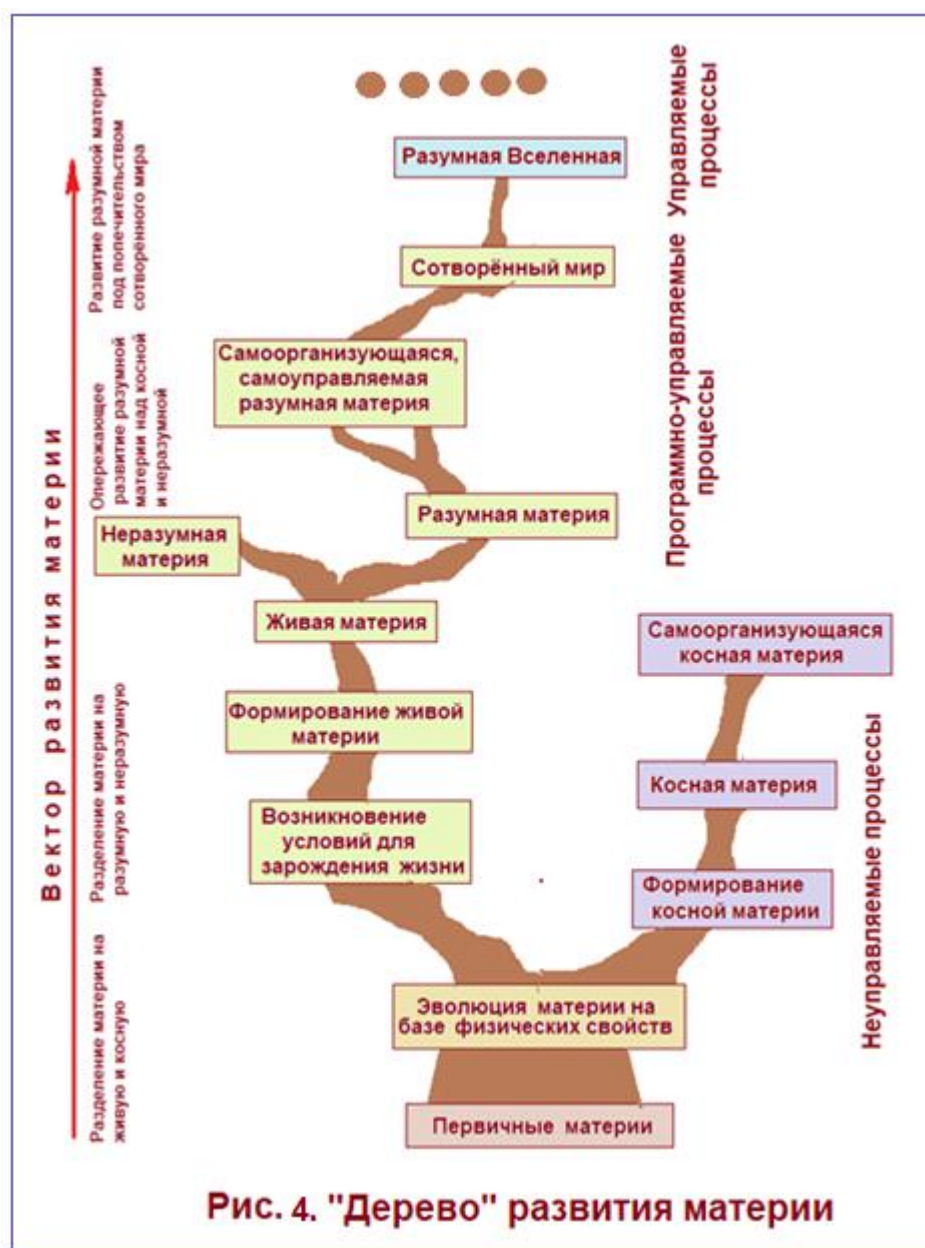 Разумная Вселенная
Сотворённый мир
Самоорганизующаяся,
самоуправляемая
разумная материя
Разумная материя
Неразумная
материя
Живая материя
Самоорганизующаяся
косная материя
Формирование живой
материи
Косная материя
Возникновение
условий для
зарождения жизни
Формирование
косной материи
Эволюция материи на
базе физических свойств
Первичные материи
Вектор развития материи
Развитие разумной материи
под попечительством
сотворённого мира
Опережающее
развитие разумной
материи над косной
и неразумной
Разделение материи на
разумную и неразумную
Разделение материи на
живую и косную
Управляемые
процессы
Программно-управляемые
процессы
Неуправляемые процессы
Рис. 4. "Дерево" развития материи